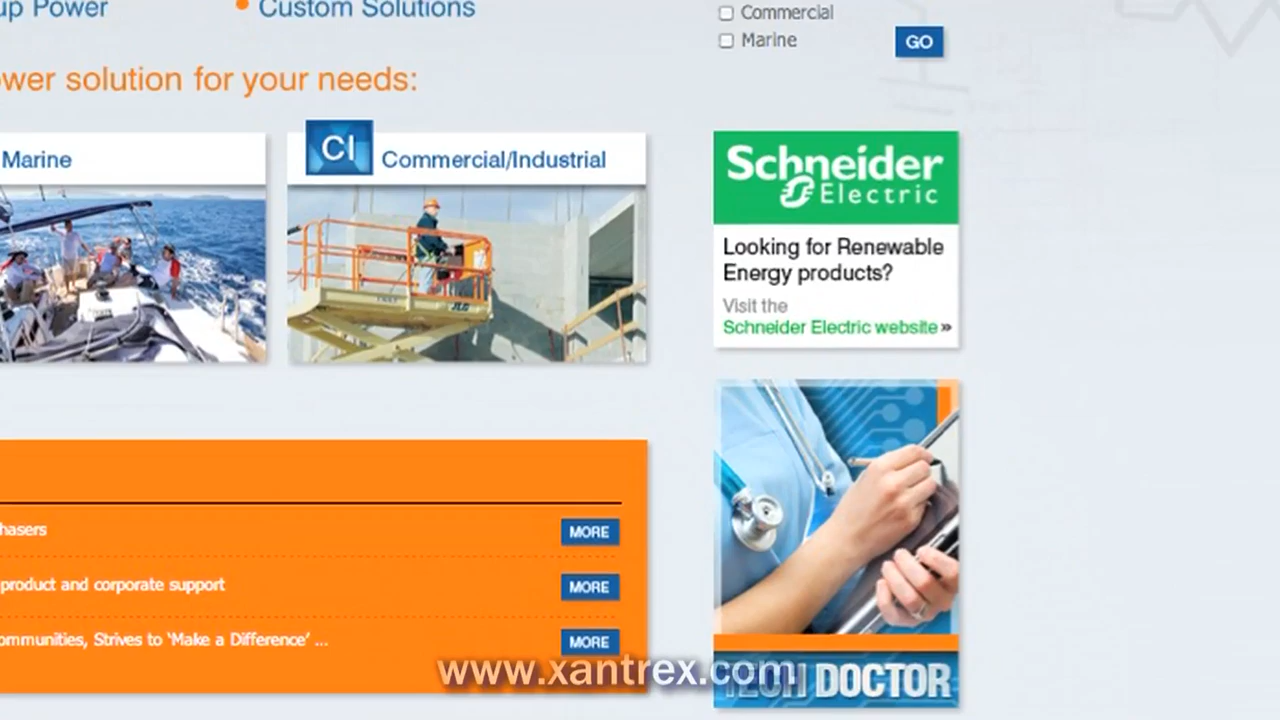 up Power
Custom Solutions
Commercial
Marine
GO
ower solution for your needs:
Marine
CI
Commercial/Industrial
JLG
Schneider
Electric
Looking for Renewable
Energy products?
Visit the
Schneider Electric website »
hasers
MORE
product and corporate support
MORE
ommunities, Strives to ‘Make a Difference’ ...
MORE
www.xantrex.com
TECH DOCTOR